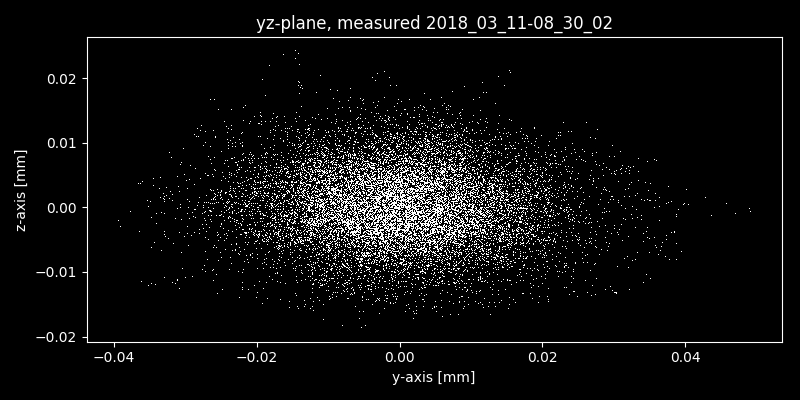 yz-plane, measured 2018_03_11-08_30_02
0.02
0.01
0.00
−0.01
−0.02
z-axis [mm]
−0.04 −0.02 0.00 0.02 0.04
y-axis [mm]